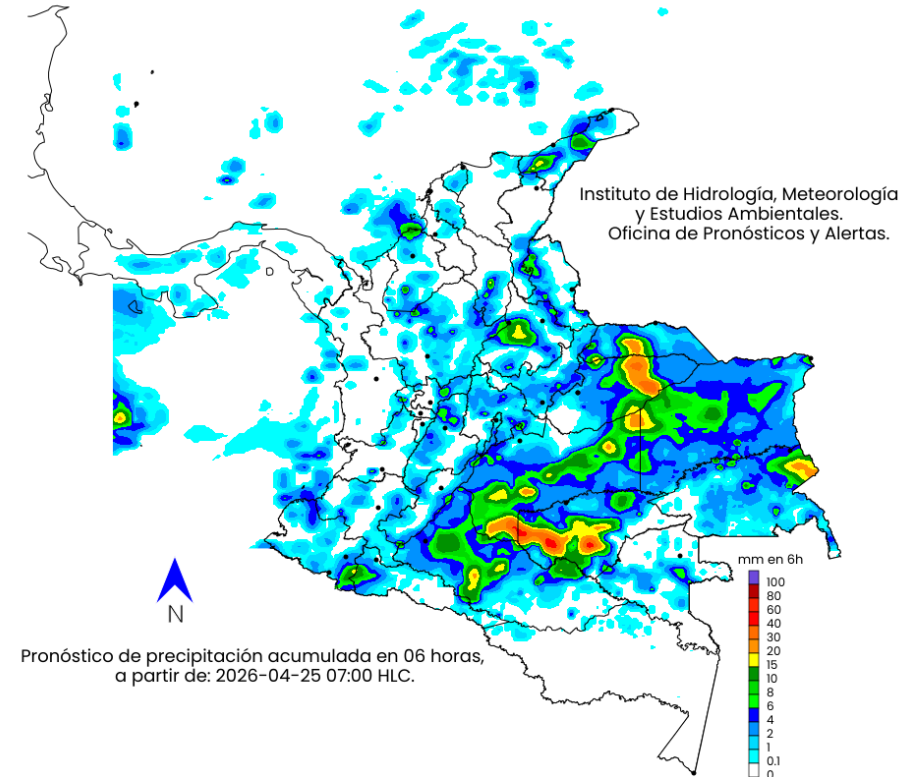 Instituto de Hidrología, Meteorología
y Estudios Ambientales.
Oficina de Pronósticos y Alertas.
mm en 6h
100
80
60
40
30
20
15
10
8
6
4
2
1
0.1
0
N
Pronóstico de precipitación acumulada en 06 horas,
a partir de: 2026-04-25 07:00 HLC.